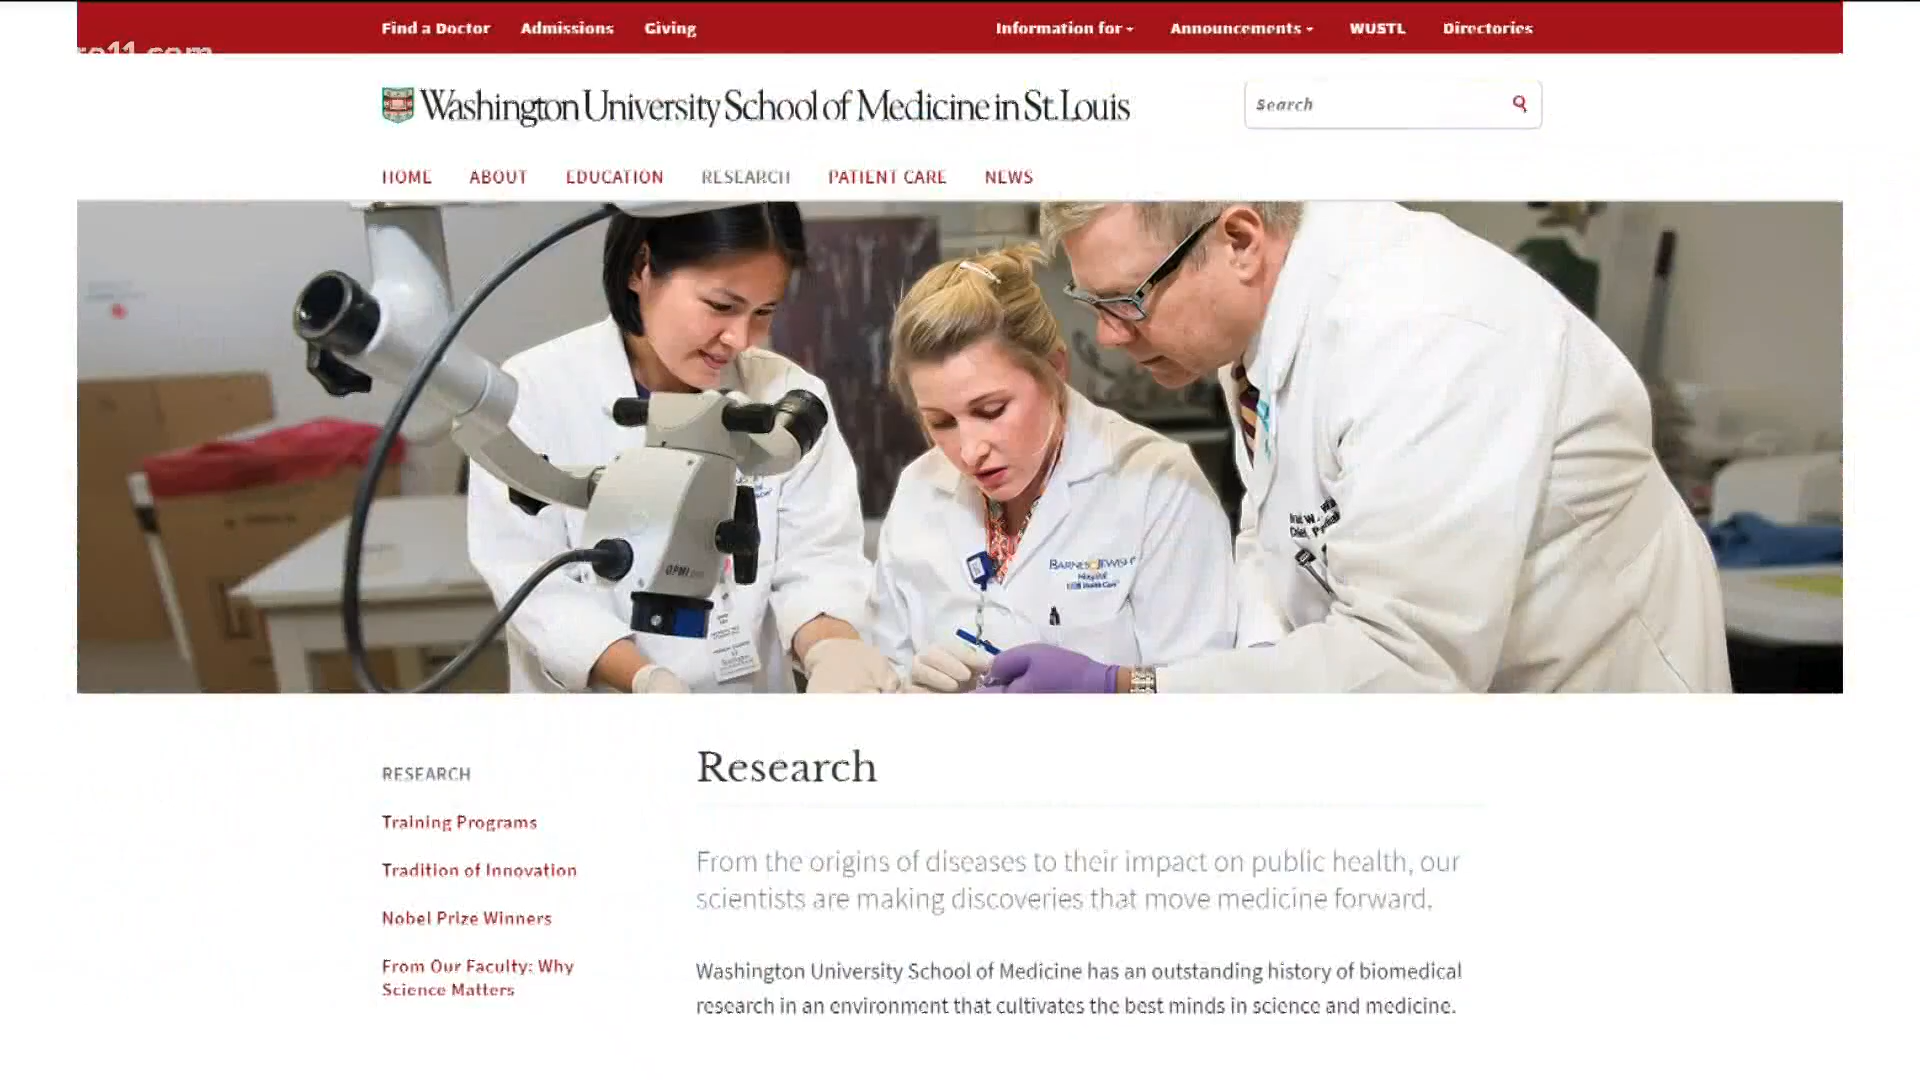 Find a Doctor Admissions Giving Information for Announcements WUSTL Directories
Washington University School of Medicine in St. Louis
Search
HOME ABOUT EDUCATION RESEARCH PATIENT CARE NEWS
BARNES JEWISH
Hospital
OPMI
RESEARCH
Training Programs
Tradition of Innovation
Nobel Prize Winners
From Our Faculty: Why
Science Matters
Research
From the origins of diseases to their impact on public health, our
scientists are making discoveries that move medicine forward.
Washington University School of Medicine has an outstanding history of biomedical
research in an environment that cultivates the best minds in science and medicine.